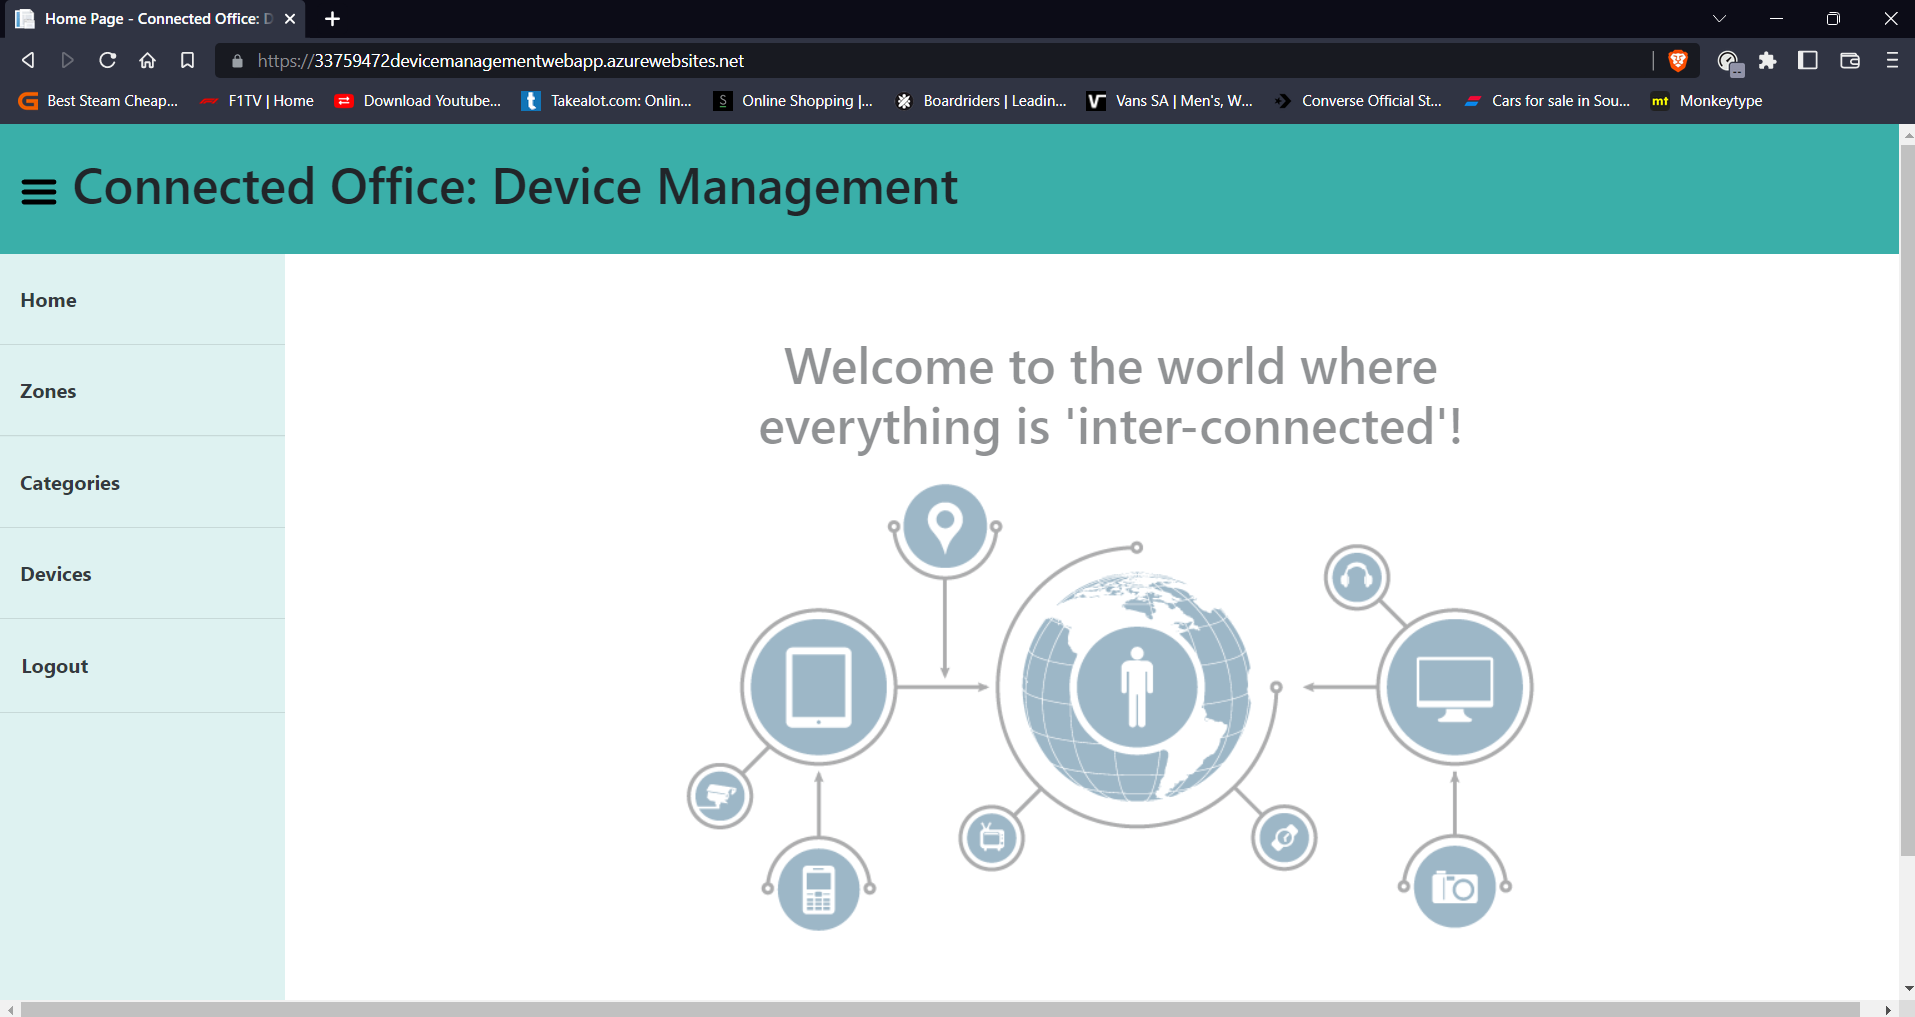 Home Page - Connected Office: D
https://33759472devicemanagementwebapp.azurewebsites.net
Best Steam Cheap...
F1TV | Home
Download Youtube...
Takealot.com: Onlin...
Online Shopping |...
Boardriders | Leadin...
Vans SA | Men's, W...
Converse Official St...
Cars for sale in Sou...
mt Monkeytype
Connected Office: Device Management
Home
Zones
Categories
Devices
Logout
Welcome to the world where
everything is 'inter-connected'!